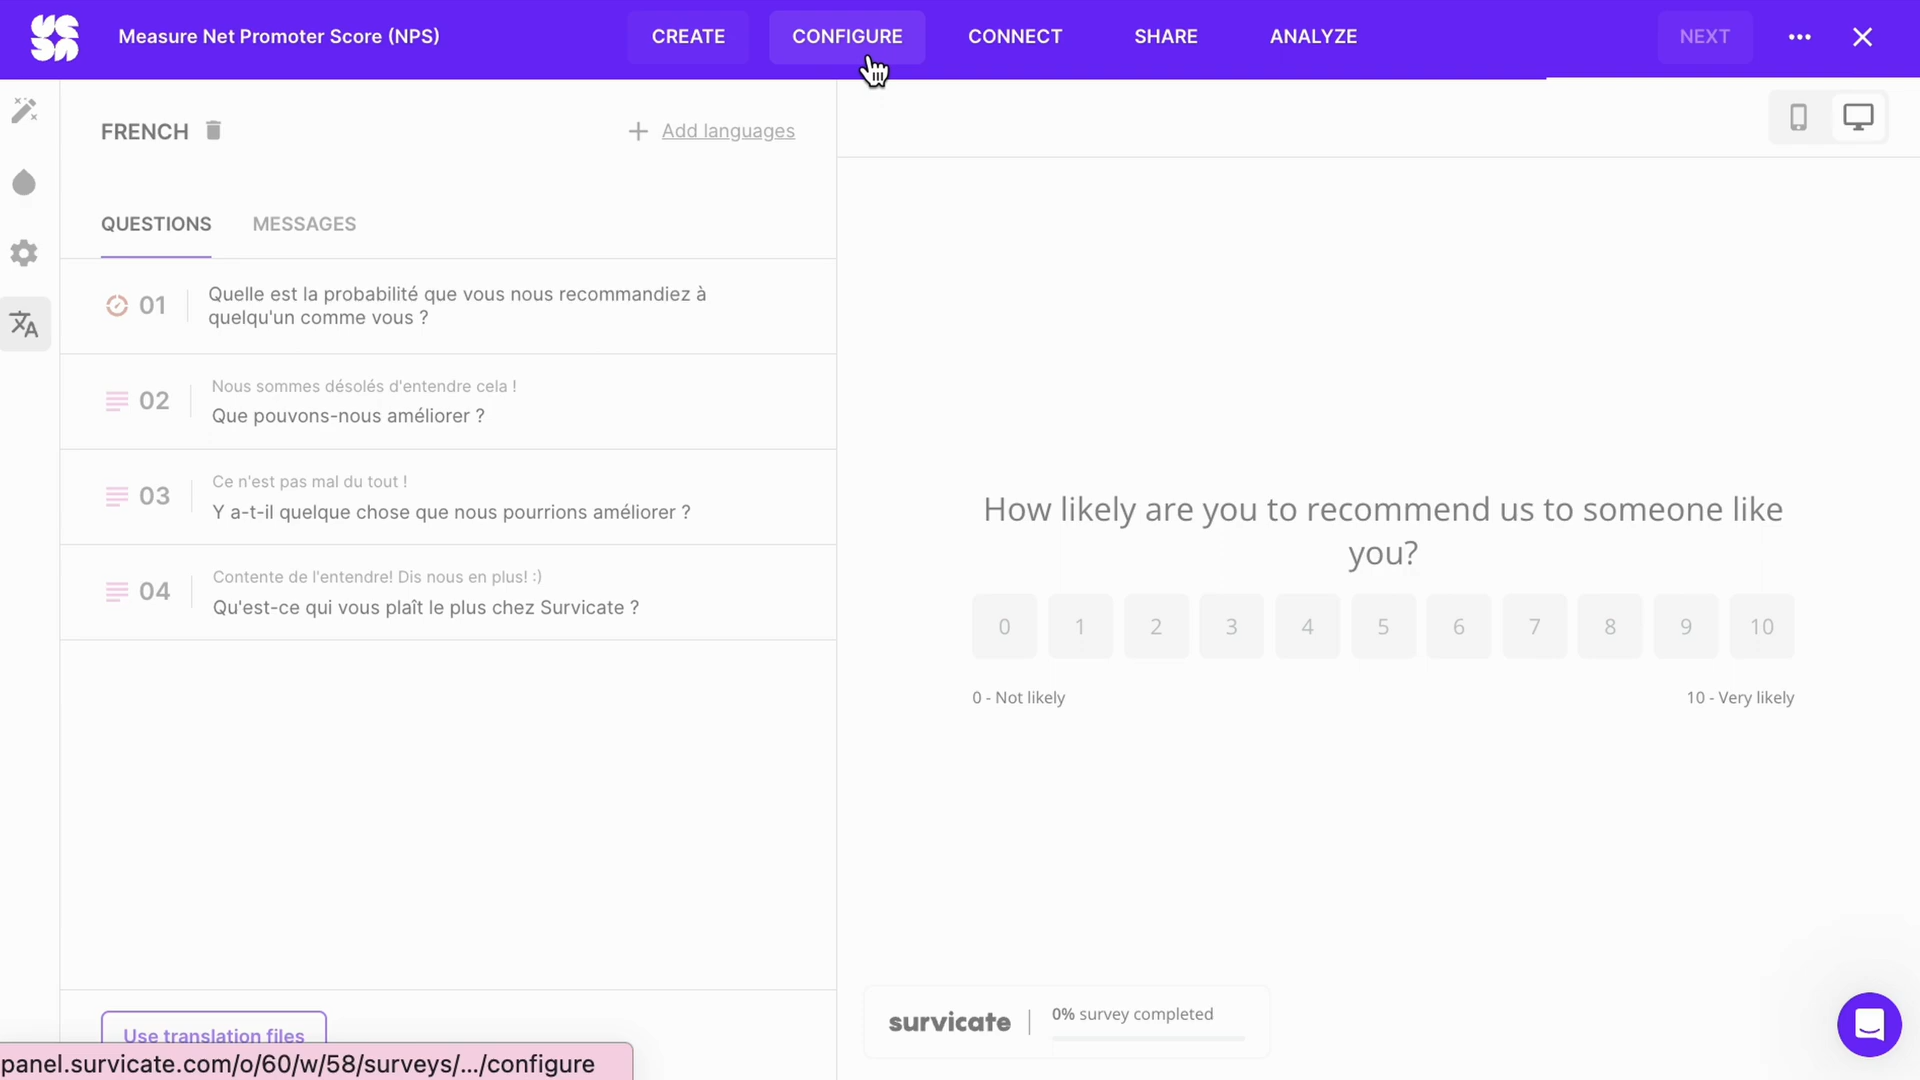 Measure Net Promoter Score (NPS)
CREATE
CONFIGURE
CONNECT
SHARE
ANALYZE
NEXT
FRENCH
Add languages
QUESTIONS
MESSAGES
01
Quelle est la probabilité que vous nous recommandiez à
quelqu'un comme vous ?
02
Nous sommes désolés d'entendre cela !
Que pouvons-nous améliorer ?
03
Ce n'est pas mal du tout !
Y a-t-il quelque chose que nous pourrions améliorer ?
04
Contente de l'entendre! Dis nous en plus! :)
Qu'est-ce qui vous plaît le plus chez Survicate ?
Use translation files
panel.survicate.com/o/60/w/58/surveys/.../configure
How likely are you to recommend us to someone like
you?
0 1 2 3 4 5 6 7 8 9 10
0 - Not likely
10 - Very likely
survicate
0% survey completed